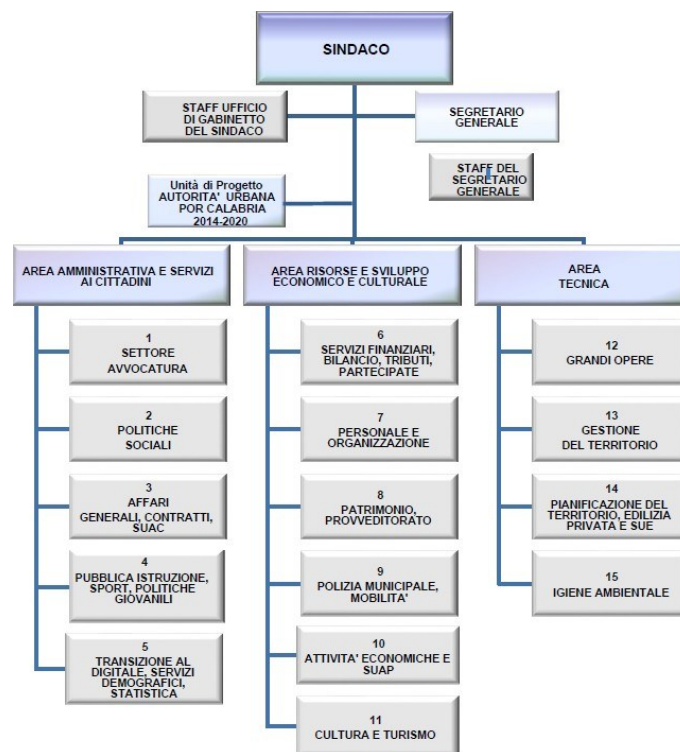 SINDACO
STAFF UFFICIO
DI GABINETTO
DEL SINDACO
SEGRETARIO
GENERALE
STAFF DEL
SEGRETARIO
GENERALE
Unità di Progetto
AUTORITA' URBANA
POR CALABRIA
2014-2020
AREA AMMINISTRATIVA E SERVIZI
AI CITTADINI
AREA RISORSE E SVILUPPO
ECONOMICO E CULTURALE
AREA
TECNICA
1
SETTORE
AVVOCATURA
2
POLITICHE
SOCIALI
3
AFFARI
GENERALI, CONTRATTI,
SUAC
4
PUBBLICA ISTRUZIONE,
SPORT, POLITICHE
GIOVANILI
5
TRANSIZIONE AL
DIGITALE, SERVIZI
DEMOGRAFICI,
STATISTICA
6
SERVIZI FINANZIARI,
BILANCIO, TRIBUTI,
PARTECIPATE
7
PERSONALE E
ORGANIZZAZIONE
8
PATRIMONIO,
PROVVEDITORATO
9
POLIZIA MUNICIPALE,
MOBILITA'
10
ATTIVITA' ECONOMICHE E
SUAP
11
CULTURA E TURISMO
12
GRANDI OPERE
13
GESTIONE
DEL TERRITORIO
14
PIANIFICAZIONE DEL
TERRITORIO, EDILIZIA
PRIVATA E SUE
15
IGIENE AMBIENTALE